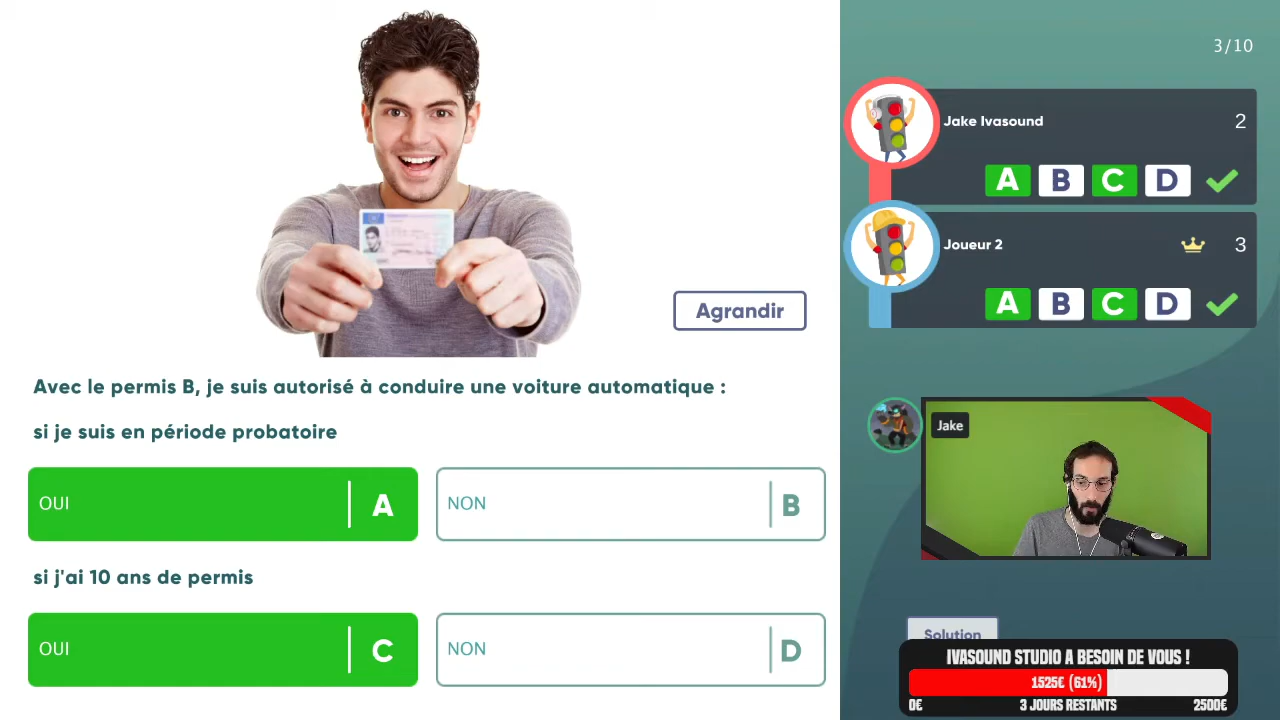 Agrandir
Avec le permis B, je suis autorisé à conduire une voiture automatique :
si je suis en période probatoire
OUI A
NON B
si j'ai 10 ans de permis
OUI C
NON D
3/10
Jake Ivasound 2
A B C D
Joueur 2 3
A B C D
Jake
Solution
IVASOUND STUDIO A BESOIN DE VOUS !
1525€ (61%)
0€ 3 JOURS RESTANTS 2500€